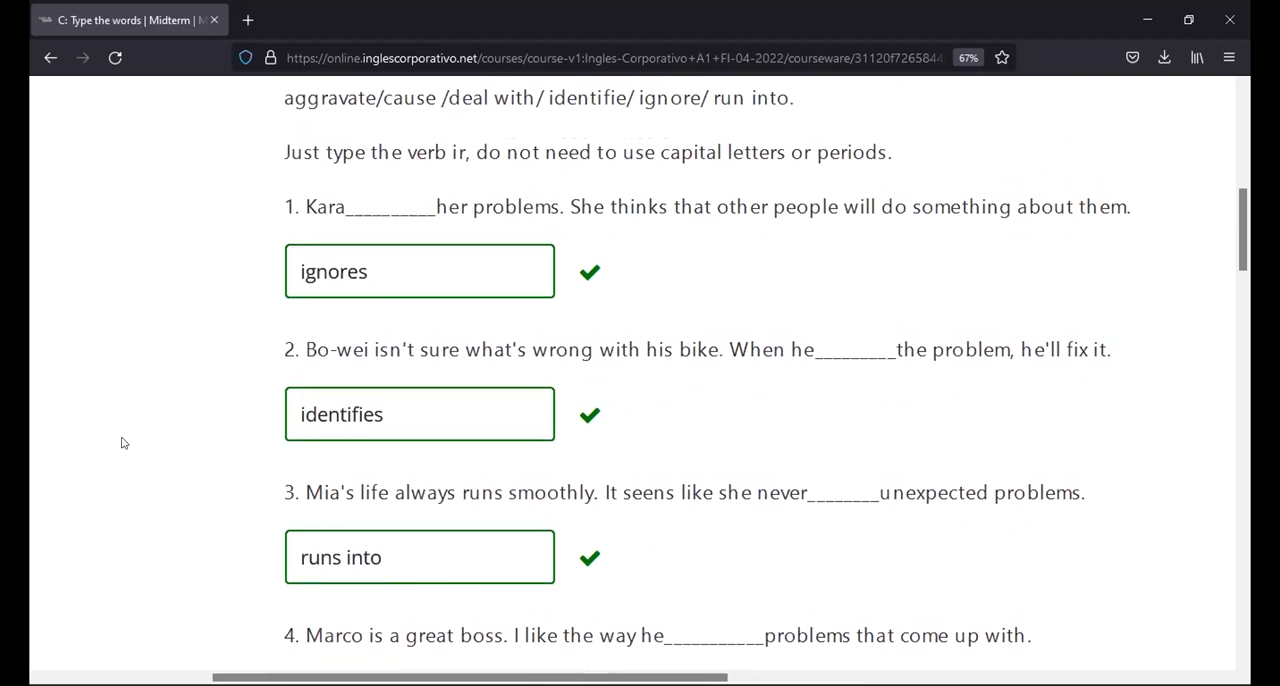 C: Type the words | Midterm | M
https://online.inglescorporativo.net/courses/course-v1:Ingles-Corporativo+A1+FI-04-2022/courseware/31120f7265844
67%
aggravate/cause /deal with/ identifie/ ignore/ run into.
Just type the verb ir, do not need to use capital letters or periods.
1. Kara__________her problems. She thinks that other people will do something about them.
ignores
2. Bo-wei isn't sure what's wrong with his bike. When he_________the problem, he'll fix it.
identifies
3. Mia's life always runs smoothly. It seens like she never________unexpected problems.
runs into
4. Marco is a great boss. I like the way he___________problems that come up with.